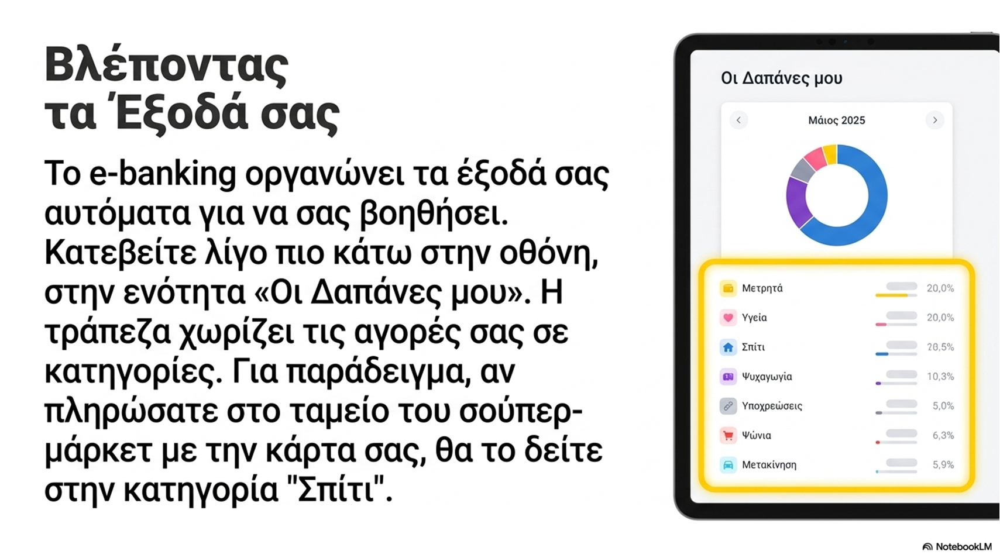 Βλέποντας
τα Έξοδά σας
Το e-banking οργανώνει τα έξοδά σας
αυτόματα για να σας βοηθήσει.
Κατεβείτε λίγο πιο κάτω στην οθόνη,
στην ενότητα «Οι Δαπάνες μου». Η
τράπεζα χωρίζει τις αγορές σας σε
κατηγορίες. Για παράδειγμα, αν
πληρώσατε στο ταμείο του σούπερ-
μάρκετ με την κάρτα σας, θα το δείτε
στην κατηγορία "Σπίτι".
Οι Δαπάνες μου
Μάιος 2025
Μετρητά 20,0%
Υγεία 20,0%
Σπίτι
Ψυχαγωγία 10,3%
Υποχρεώσεις 5,0%
Ψώνια 6,3%
Μετακίνηση 5,9%
NotebookLM